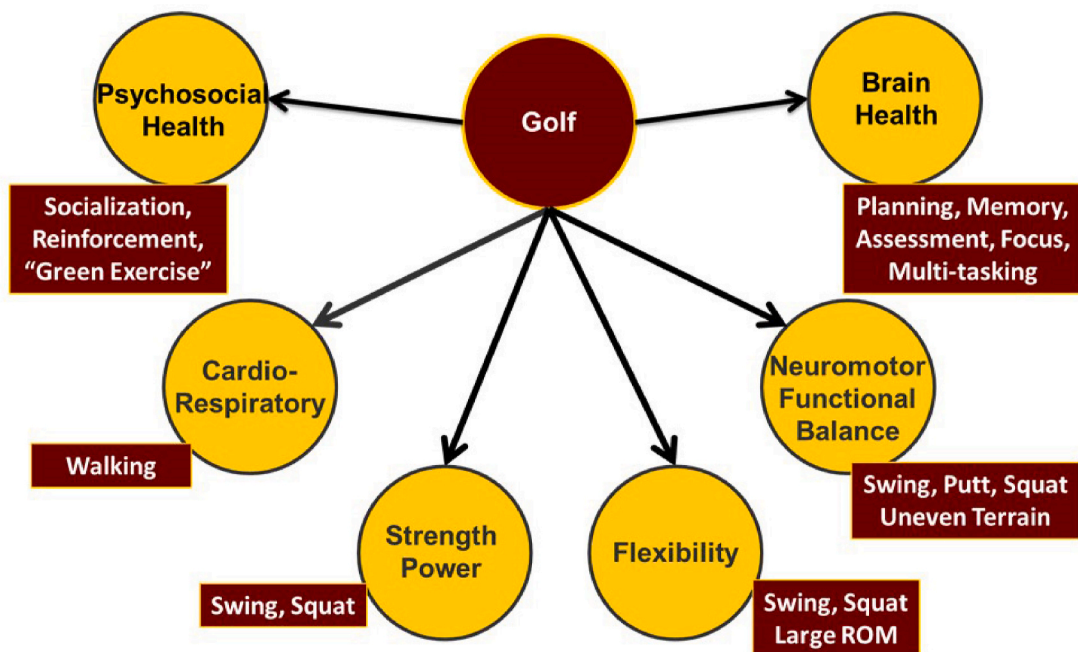 Golf
Psychosocial
Health
Socialization,
Reinforcement,
“Green Exercise”
Brain
Health
Planning, Memory,
Assessment, Focus,
Multi-tasking
Cardio-
Respiratory
Walking
Neuromotor
Functional
Balance
Swing, Putt, Squat
Uneven Terrain
Strength
Power
Swing, Squat
Flexibility
Swing, Squat
Large ROM